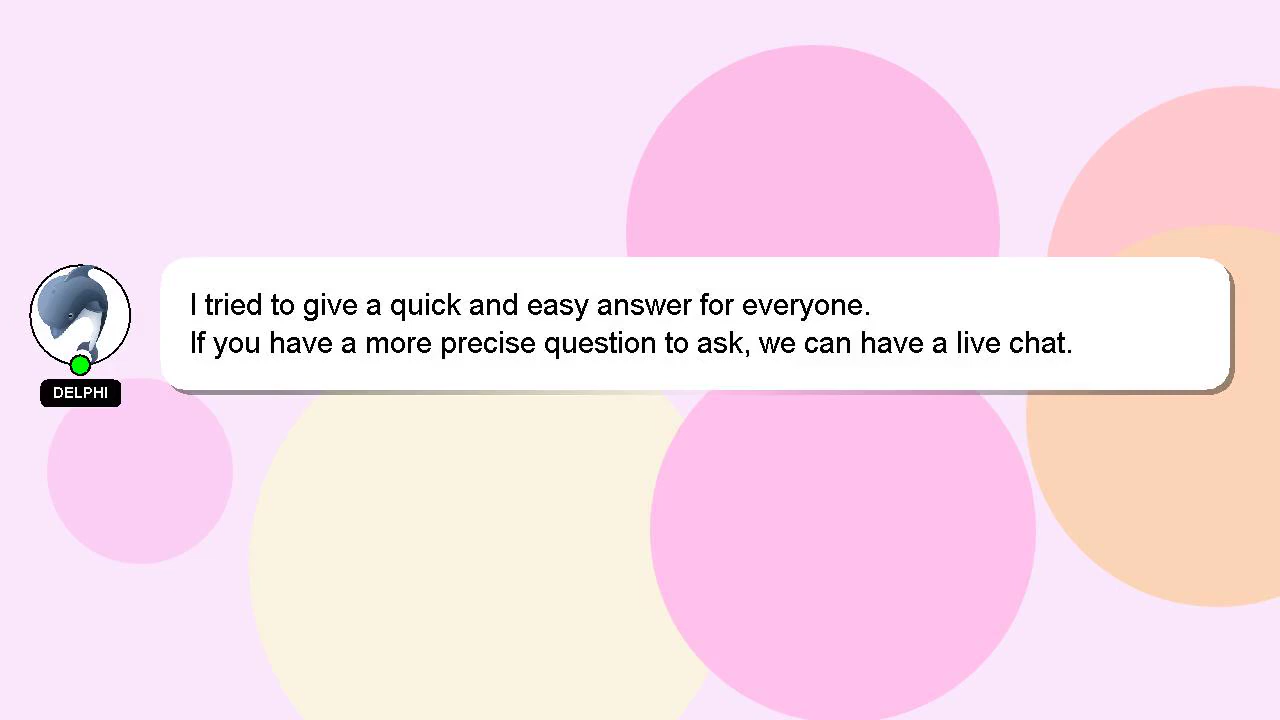 I tried to give a quick and easy answer for everyone.
If you have a more precise question to ask, we can have a live chat.
DELPHI